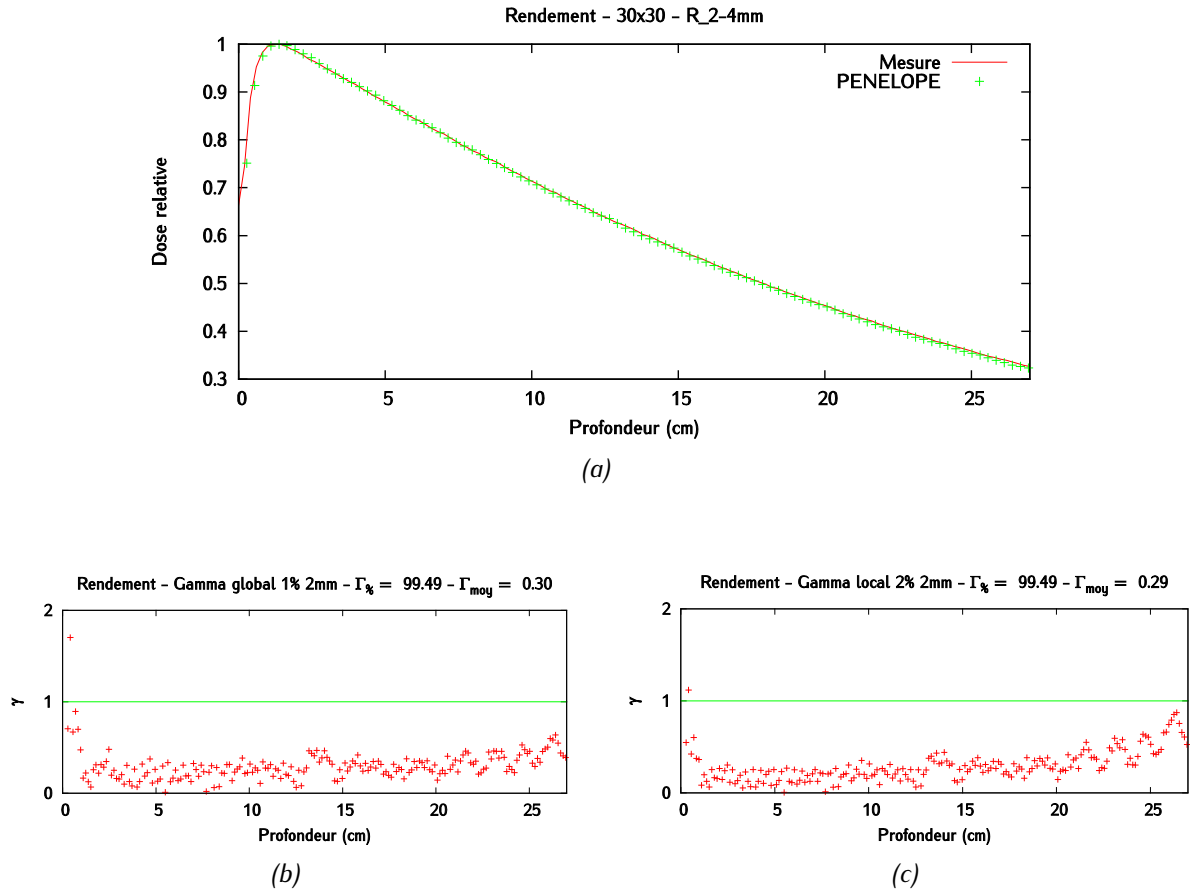 Rendement - 30x30 - R_2-4mm
1
0.9
0.8
0.7
0.6
0.5
0.4
0.3
Dose relative
Mesure
PENELOPE
0 5 10 15 20 25
Profondeur (cm)
(a)
Rendement - Gamma global 1% 2mm - Γ% = 99.49 - Γmoy = 0.30
2
1
0
γ
0 5 10 15 20 25
Profondeur (cm)
(b)
Rendement - Gamma local 2% 2mm - Γ% = 99.49 - Γmoy = 0.29
2
1
0
γ
0 5 10 15 20 25
Profondeur (cm)
(c)